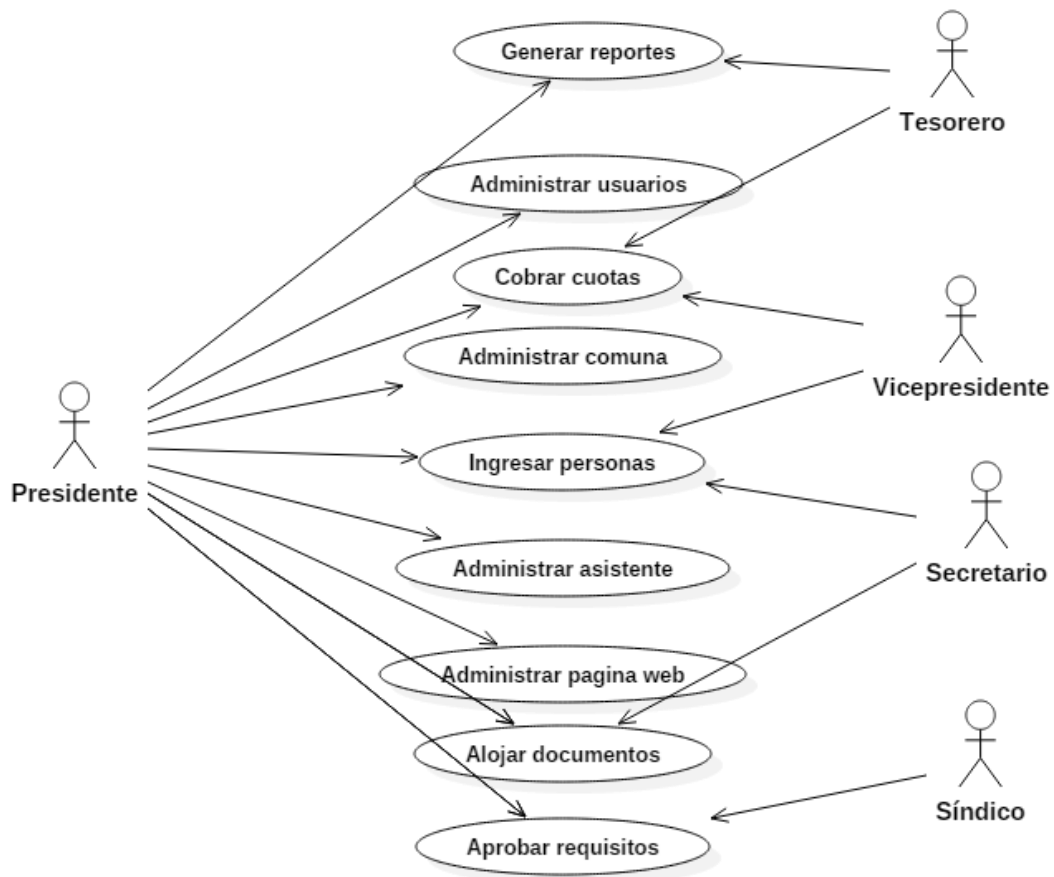 Generar reportes
Tesorero
Administrar usuarios
Cobrar cuotas
Administrar comuna
Vicepresidente
Ingresar personas
Presidente
Administrar asistente
Secretario
Administrar pagina web
Alojar documentos
Síndico
Aprobar requisitos